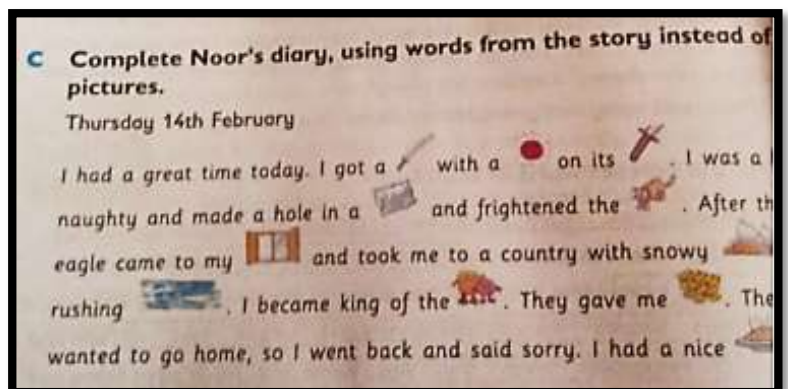 C Complete Noor's diary, using words from the story instead of
pictures.
Thursday 14th February
I had a great time today. I got a with a on its . I was a
naughty and made a hole in a and frightened the . After th
eagle came to my and took me to a country with snowy
rushing . I became king of the . They gave me . The
wanted to go home, so I went back and said sorry. I had a nice